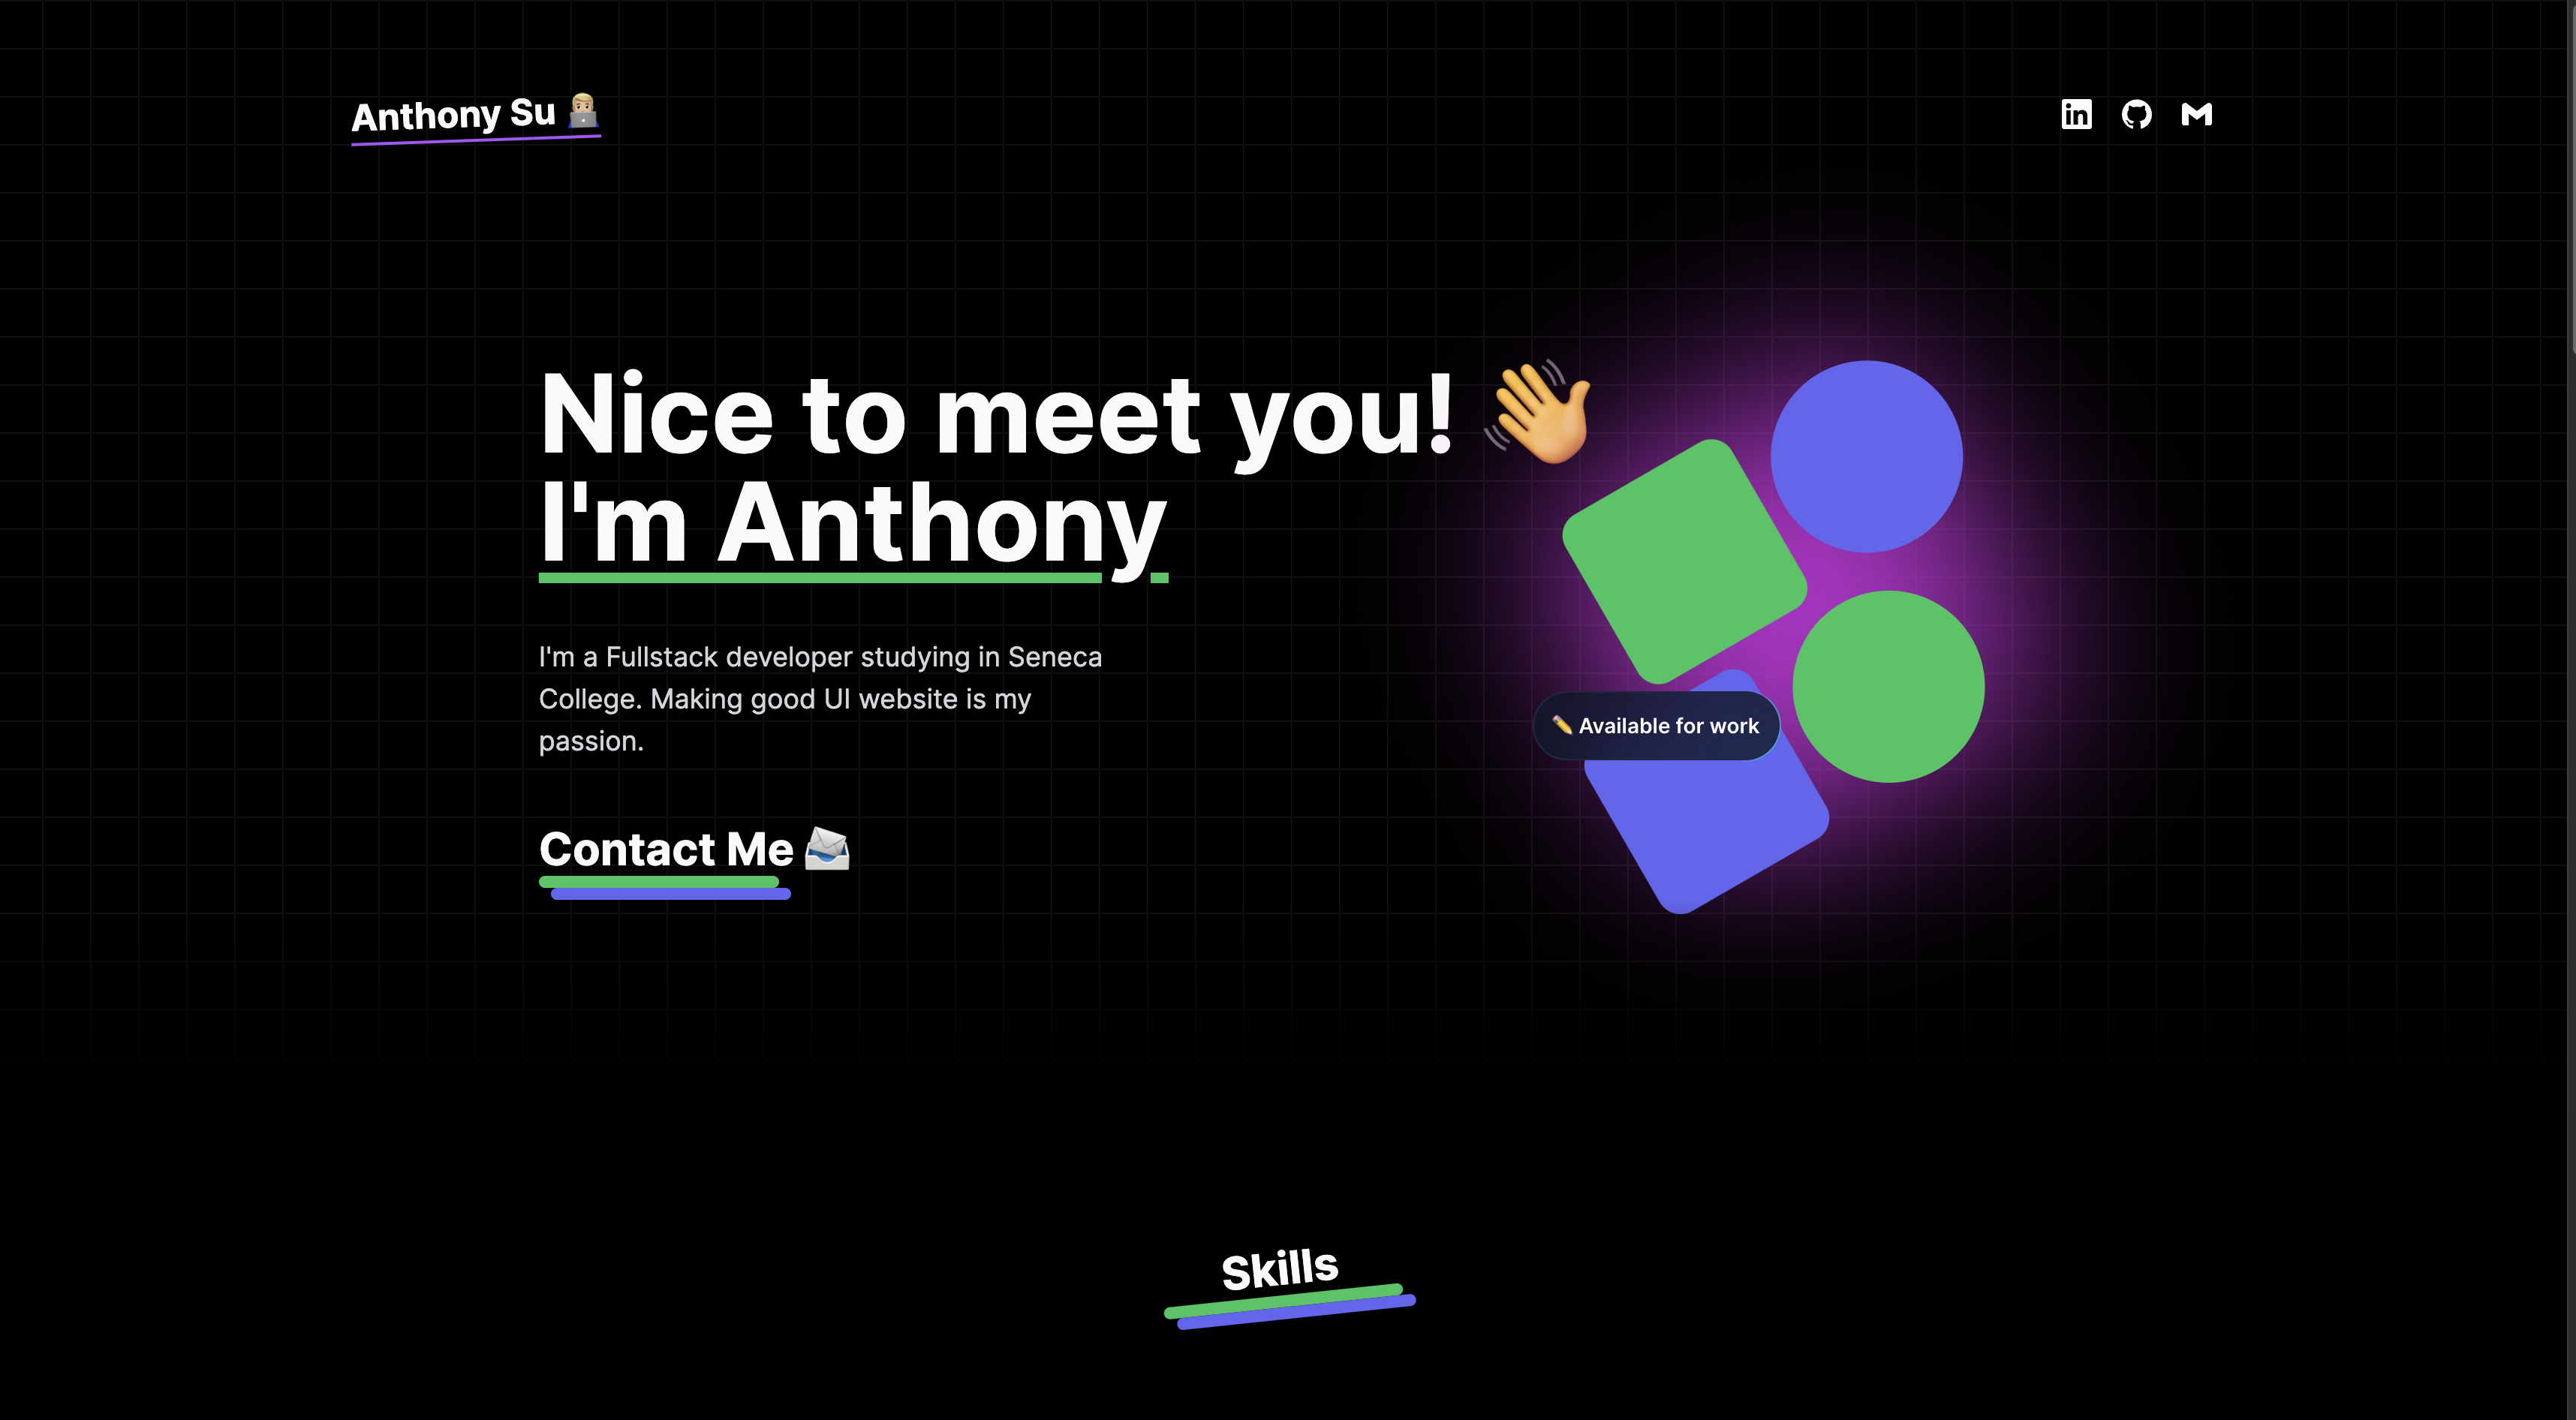 Anthony Su 👨🏼‍💻
Nice to meet you! 👋
I'm Anthony
I'm a Fullstack developer studying in Seneca
College. Making good UI website is my
passion.
✏️ Available for work
Contact Me 📨
Skills